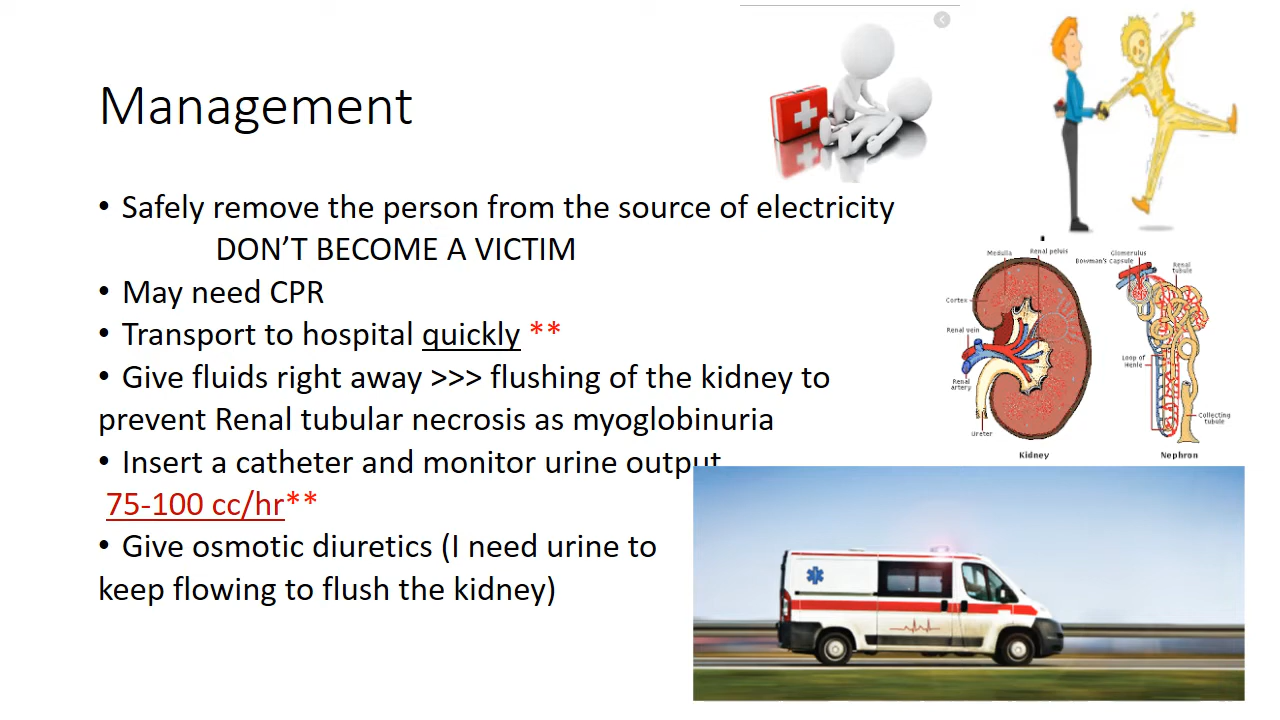 Management
• Safely remove the person from the source of electricity
DON’T BECOME A VICTIM
• May need CPR
• Transport to hospital quickly **
• Give fluids right away >>> flushing of the kidney to
prevent Renal tubular necrosis as myoglobinuria
• Insert a catheter and monitor urine output
75-100 cc/hr**
• Give osmotic diuretics (I need urine to
keep flowing to flush the kidney)
Medulla
Renal pelvis
Cortex
Renal vein
Renal
artery
Ureter
Kidney
Glomerulus
Bowman's capsule
Renal
tubule
Loop of
Henle
Collecting
tubule
Nephron